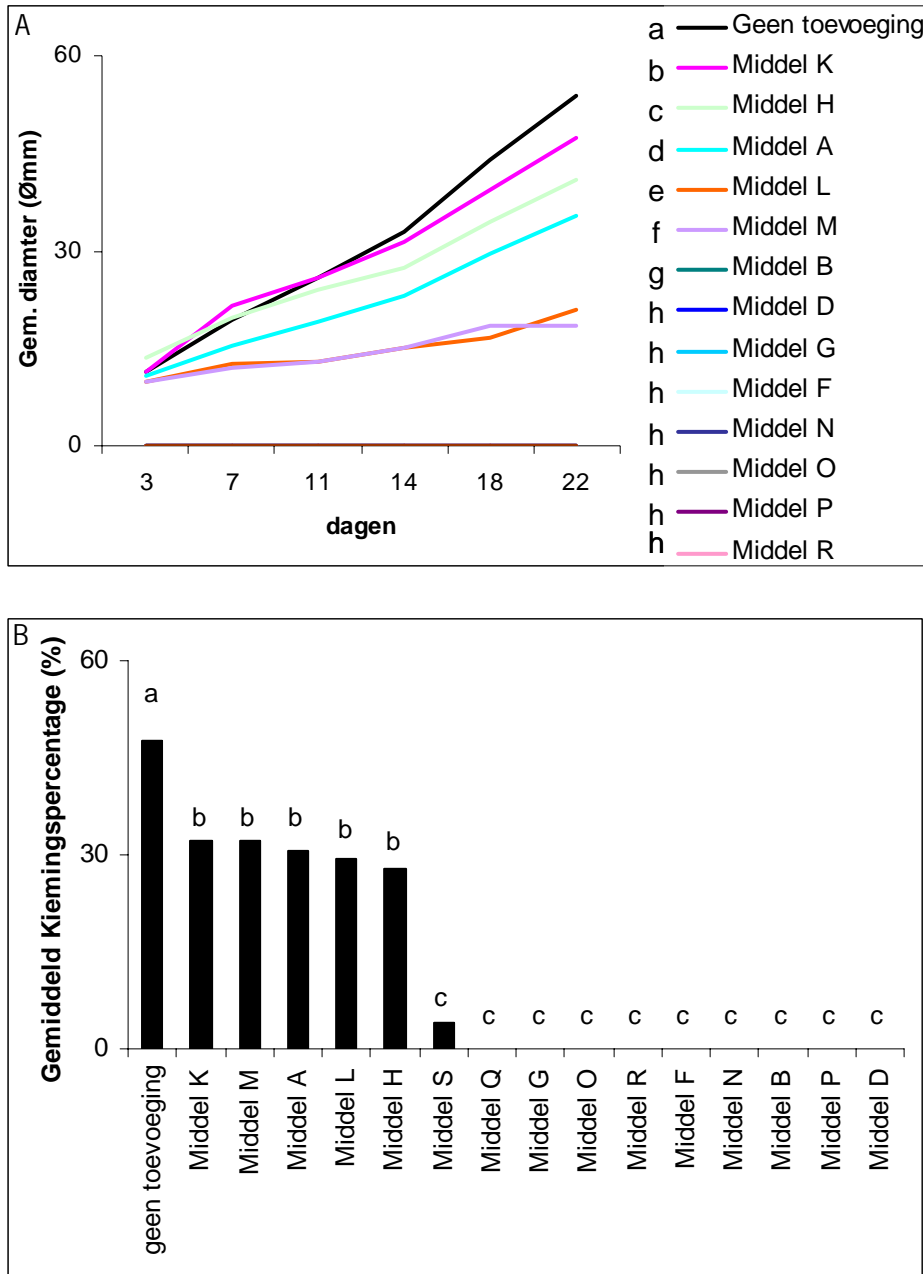 A
Gem. diamter (Ømm)
60
30
0
3 7 11 14 18 22
dagen
a Geen toevoeging
b Middel K
c Middel H
d Middel A
e Middel L
f Middel M
g Middel B
h Middel D
h Middel G
h Middel F
h Middel N
h Middel O
h Middel P
h Middel R
B
Gemiddeld Kiemingspercentage (%)
60
30
0
a
b b b b b
c c c c c c c c c c
geen toevoeging
Middel K
Middel M
Middel A
Middel L
Middel H
Middel S
Middel Q
Middel G
Middel O
Middel R
Middel F
Middel N
Middel B
Middel P
Middel D